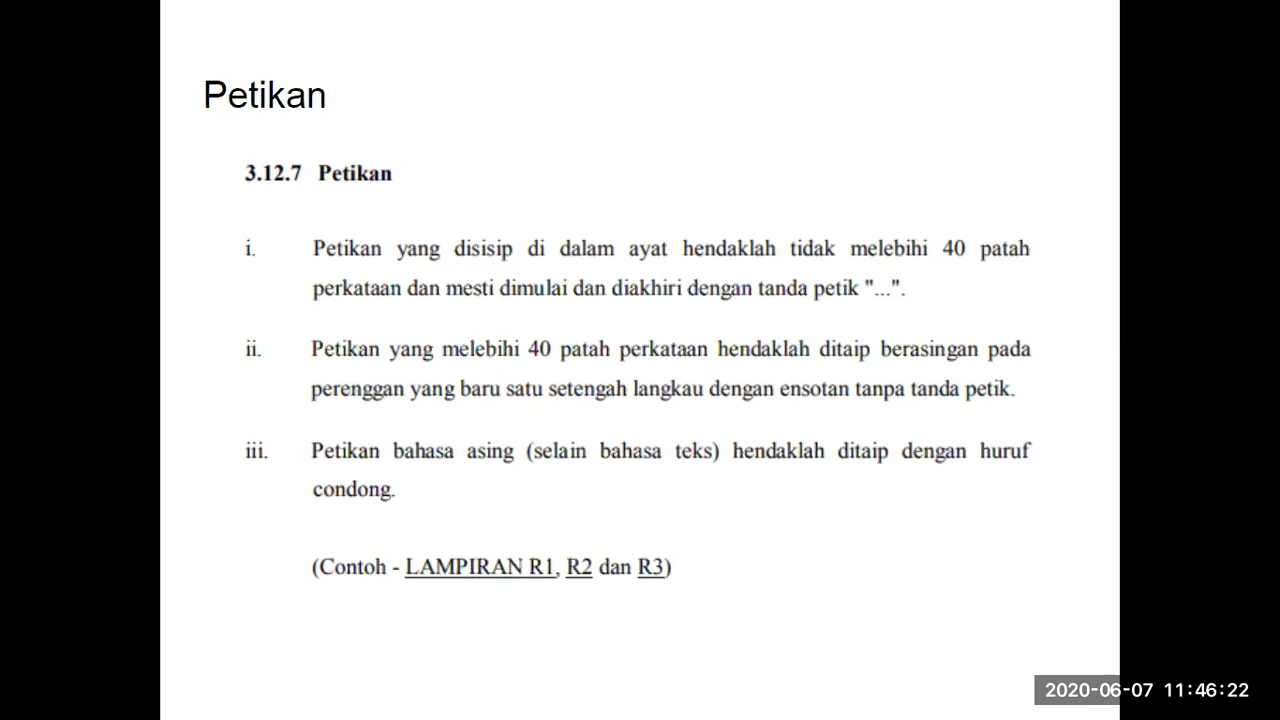 Petikan
3.12.7 Petikan
i. Petikan yang disisip di dalam ayat hendaklah tidak melebihi 40 patah
perkataan dan mesti dimulai dan diakhiri dengan tanda petik "...".
ii. Petikan yang melebihi 40 patah perkataan hendaklah ditaip berasingan pada
perenggan yang baru satu setengah langkau dengan ensotan tanpa tanda petik.
iii. Petikan bahasa asing (selain bahasa teks) hendaklah ditaip dengan huruf
condong.
(Contoh - LAMPIRAN R1, R2 dan R3)
2020-06-07 11:46:22